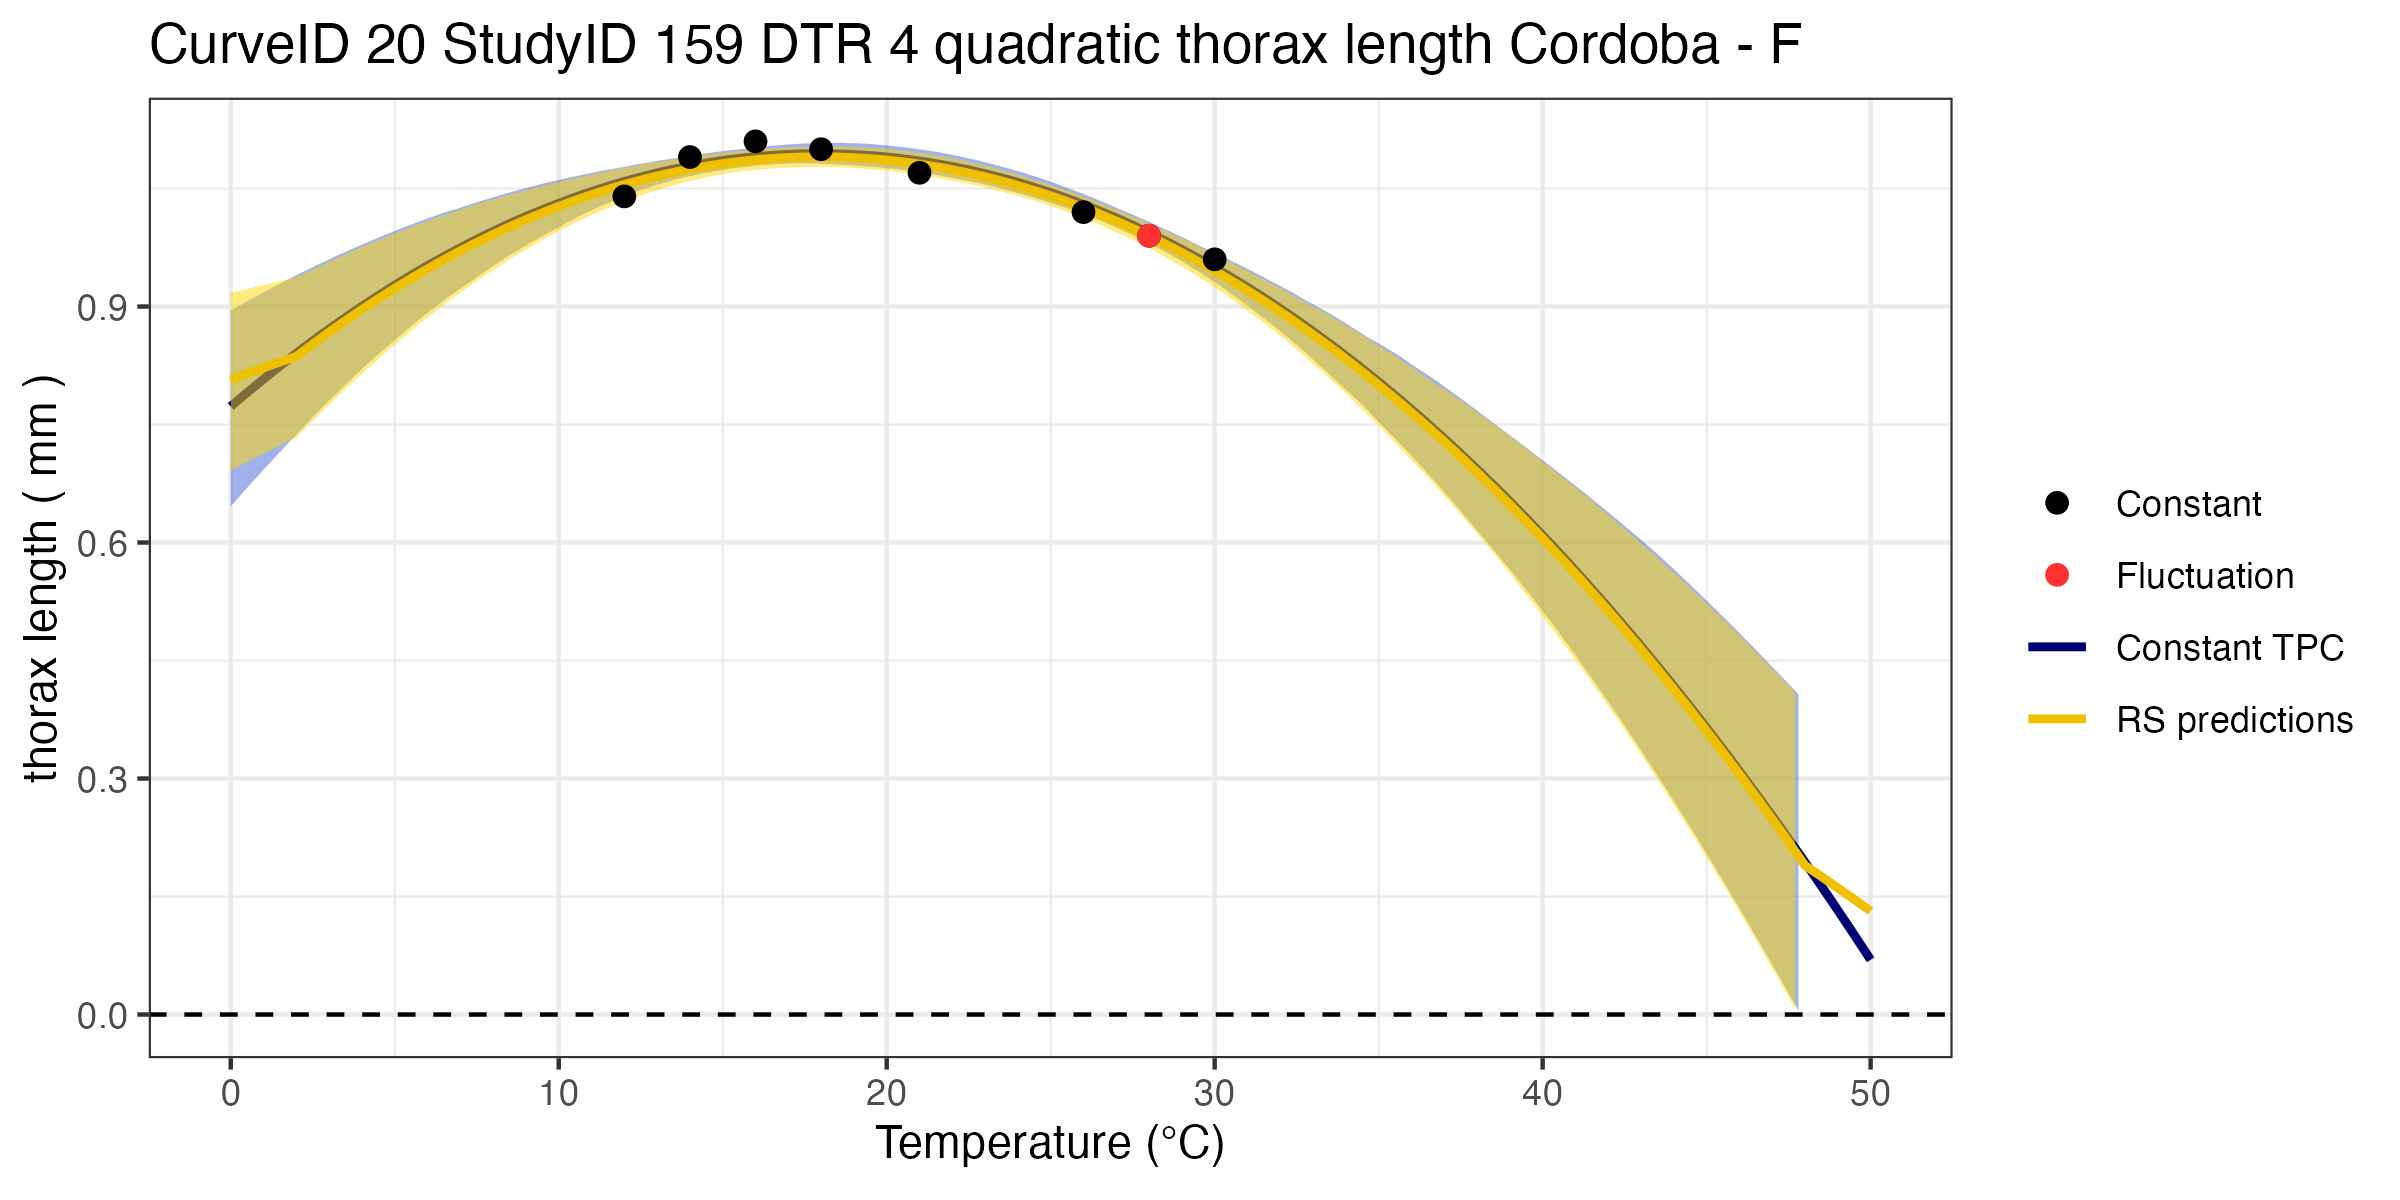 CurveID 20 StudyID 159 DTR 4 quadratic thorax length Cordoba - F
thorax length ( mm )
0.9
0.6
0.3
0.0
0 10 20 30 40 50
Temperature (°C)
Constant
Fluctuation
Constant TPC
RS predictions